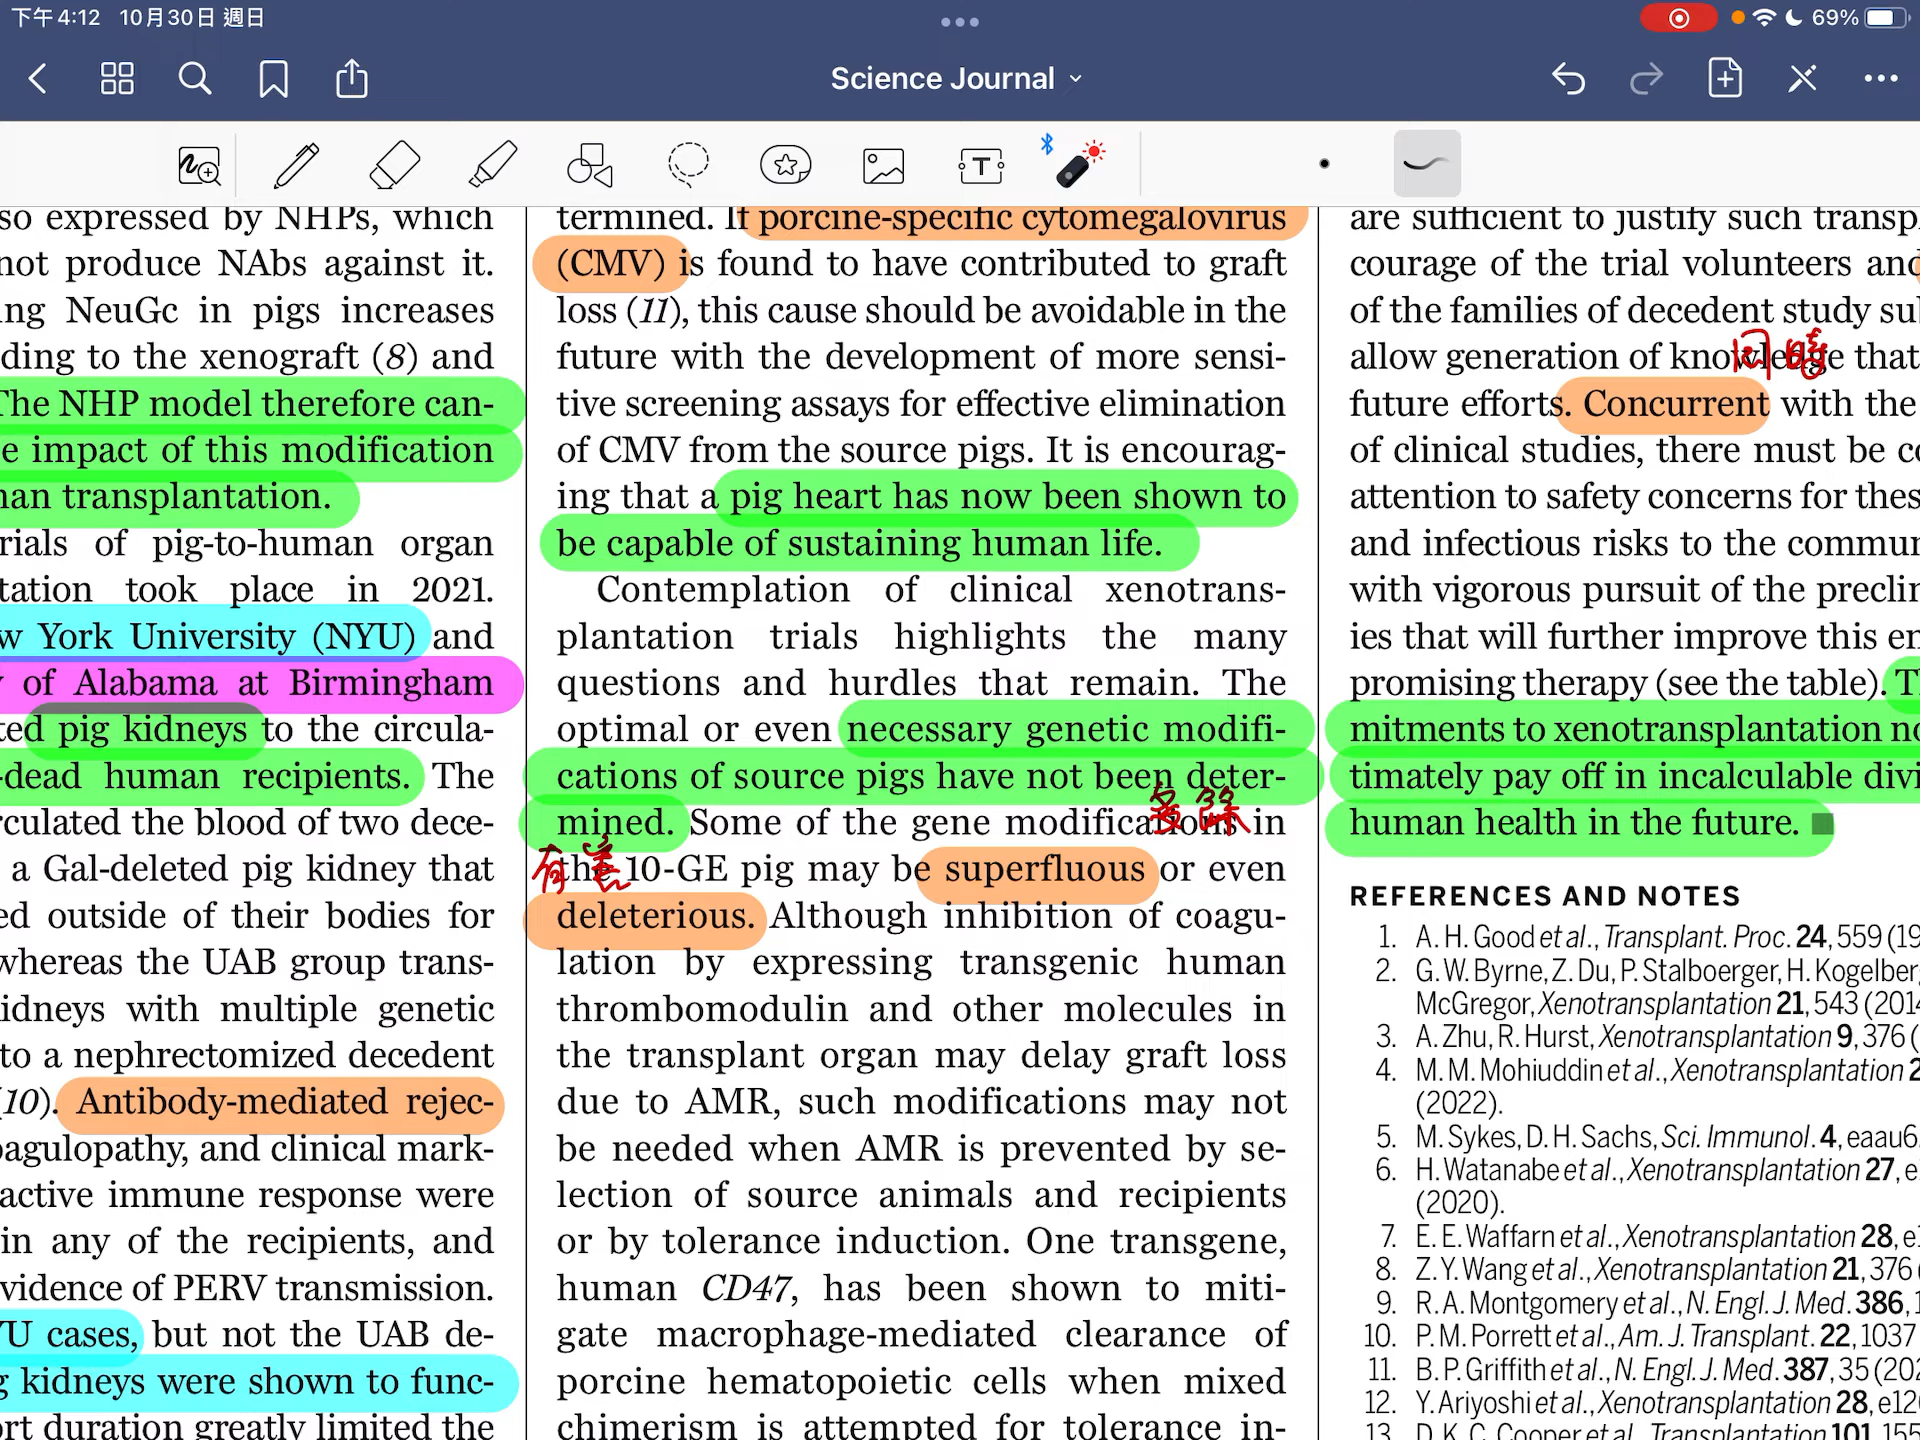 下午4:12 10月30日 週日
69%
Science Journal
so expressed by NHPs, which
not produce NAbs against it.
ing NeuGc in pigs increases
ding to the xenograft (8) and
The NHP model therefore can-
e impact of this modification
man transplantation.
rials of pig-to-human organ
tation took place in 2021.
w York University (NYU) and
y of Alabama at Birmingham
ted pig kidneys to the circula-
-dead human recipients. The
rculated the blood of two dece-
a Gal-deleted pig kidney that
ed outside of their bodies for
whereas the UAB group trans-
kidneys with multiple genetic
to a nephrectomized decedent
(10). Antibody-mediated rejec-
oagulopathy, and clinical mark-
active immune response were
in any of the recipients, and
vidence of PERV transmission.
YU cases, but not the UAB de-
g kidneys were shown to func-
ort duration greatly limited the
termined. If porcine-specific cytomegalovirus
(CMV) is found to have contributed to graft
loss (11), this cause should be avoidable in the
future with the development of more sensi-
tive screening assays for effective elimination
of CMV from the source pigs. It is encourag-
ing that a pig heart has now been shown to
be capable of sustaining human life.
Contemplation of clinical xenotrans-
plantation trials highlights the many
questions and hurdles that remain. The
optimal or even necessary genetic modifi-
cations of source pigs have not been deter-
多餘
mined. Some of the gene modifications in
有害
the 10-GE pig may be superfluous or even
deleterious. Although inhibition of coagu-
lation by expressing transgenic human
thrombomodulin and other molecules in
the transplant organ may delay graft loss
due to AMR, such modifications may not
be needed when AMR is prevented by se-
lection of source animals and recipients
or by tolerance induction. One transgene,
human CD47, has been shown to miti-
gate macrophage-mediated clearance of
porcine hematopoietic cells when mixed
chimerism is attempted for tolerance in-
are sufficient to justify such transp
courage of the trial volunteers and
of the families of decedent study su
同時
allow generation of knowledge that
future efforts. Concurrent with the
of clinical studies, there must be co
attention to safety concerns for thes
and infectious risks to the commun
with vigorous pursuit of the preclin
ies that will further improve this en
promising therapy (see the table). T
mitments to xenotransplantation no
timately pay off in incalculable divi
human health in the future.
REFERENCES AND NOTES
1. A. H. Good et al., Transplant. Proc. 24, 559 (19
2. G. W. Byrne, Z. Du, P. Stalboerger, H. Kogelber
McGregor, Xenotransplantation 21, 543 (2014
3. A. Zhu, R. Hurst, Xenotransplantation 9, 376 (
4. M. M. Mohiuddin et al., Xenotransplantation 2
(2022).
5. M. Sykes, D. H. Sachs, Sci. Immunol. 4, eaau6
6. H. Watanabe et al., Xenotransplantation 27, e
(2020).
7. E. E. Waffarn et al., Xenotransplantation 28, e
8. Z. Y. Wang et al., Xenotransplantation 21, 376
9. R. A. Montgomery et al., N. Engl. J. Med. 386, 1
10. P. M. Porrett et al., Am. J. Transplant. 22, 1037
11. B. P. Griffith et al., N. Engl. J. Med. 387, 35 (202
12. Y. Ariyoshi et al., Xenotransplantation 28, e12
13. D. K. C. Cooper et al., Transplantation 101, 155